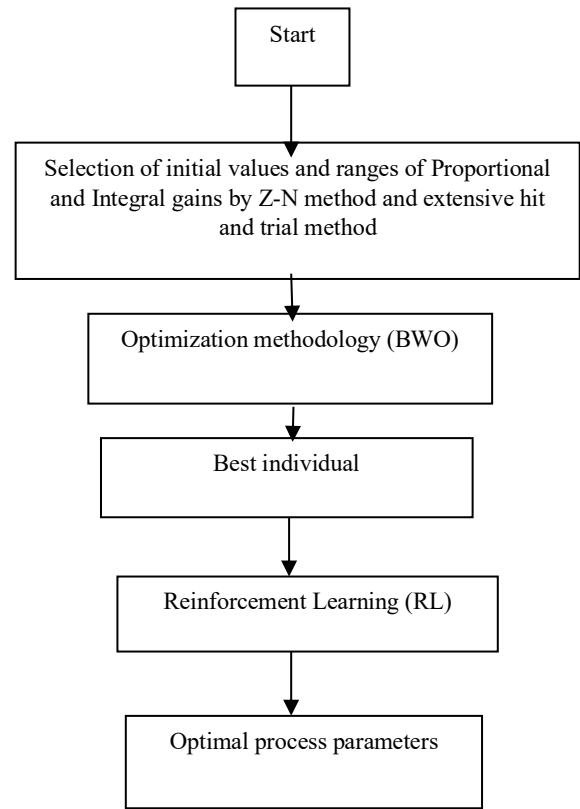 Start
Selection of initial values and ranges of Proportional
and Integral gains by Z-N method and extensive hit
and trial method
Optimization methodology (BWO)
Best individual
Reinforcement Learning (RL)
Optimal process parameters